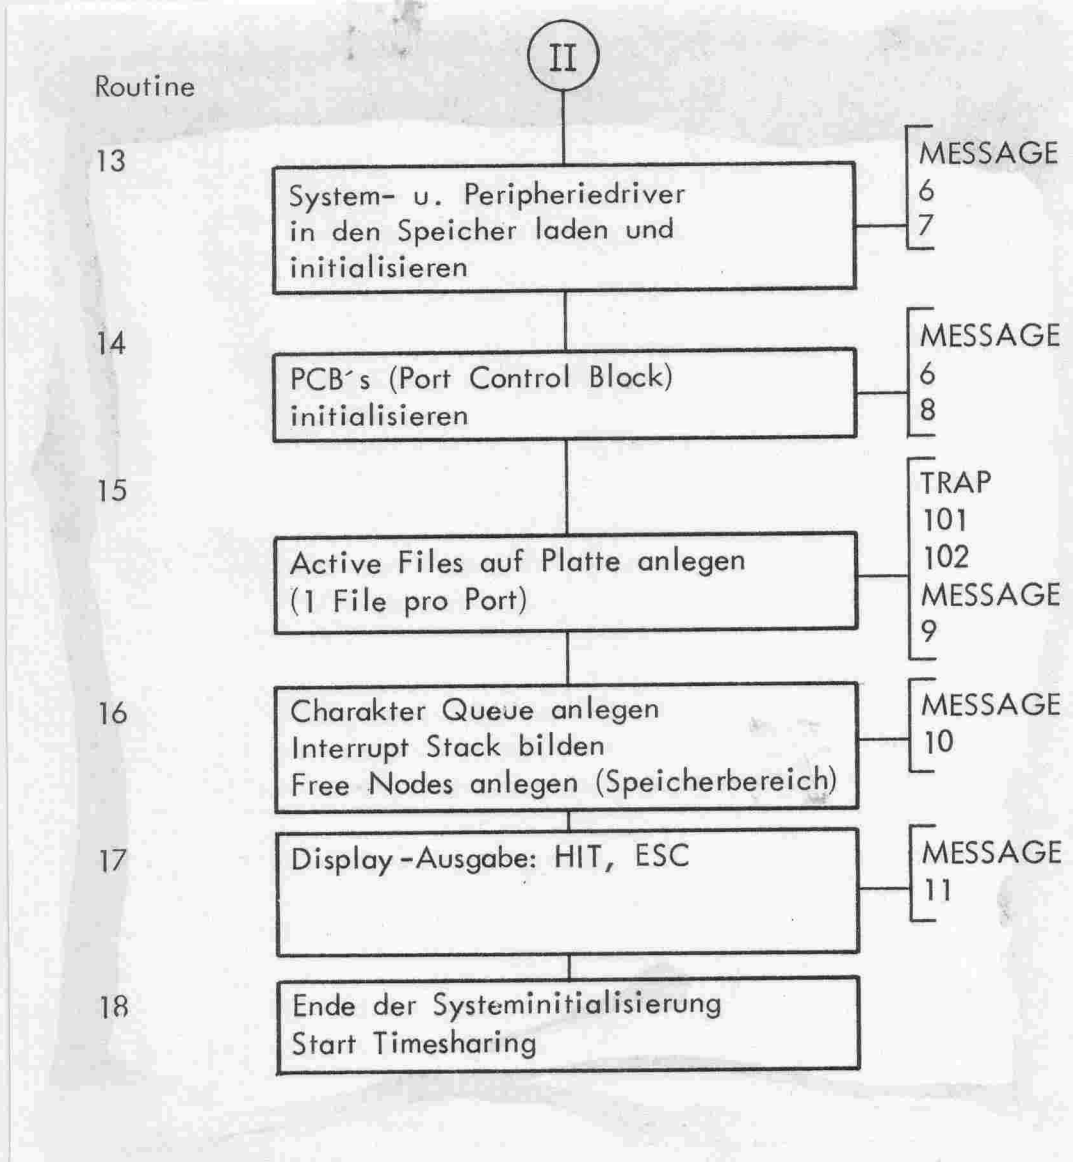 II
Routine
13
System- u. Peripheriedriver
in den Speicher laden und
initialisieren
MESSAGE
6
7
14
PCB´s (Port Control Block)
initialisieren
MESSAGE
6
8
15
Active Files auf Platte anlegen
(1 File pro Port)
TRAP
101
102
MESSAGE
9
16
Charakter Queue anlegen
Interrupt Stack bilden
Free Nodes anlegen (Speicherbereich)
MESSAGE
10
17
Display-Ausgabe: HIT, ESC
MESSAGE
11
18
Ende der Systeminitialisierung
Start Timesharing